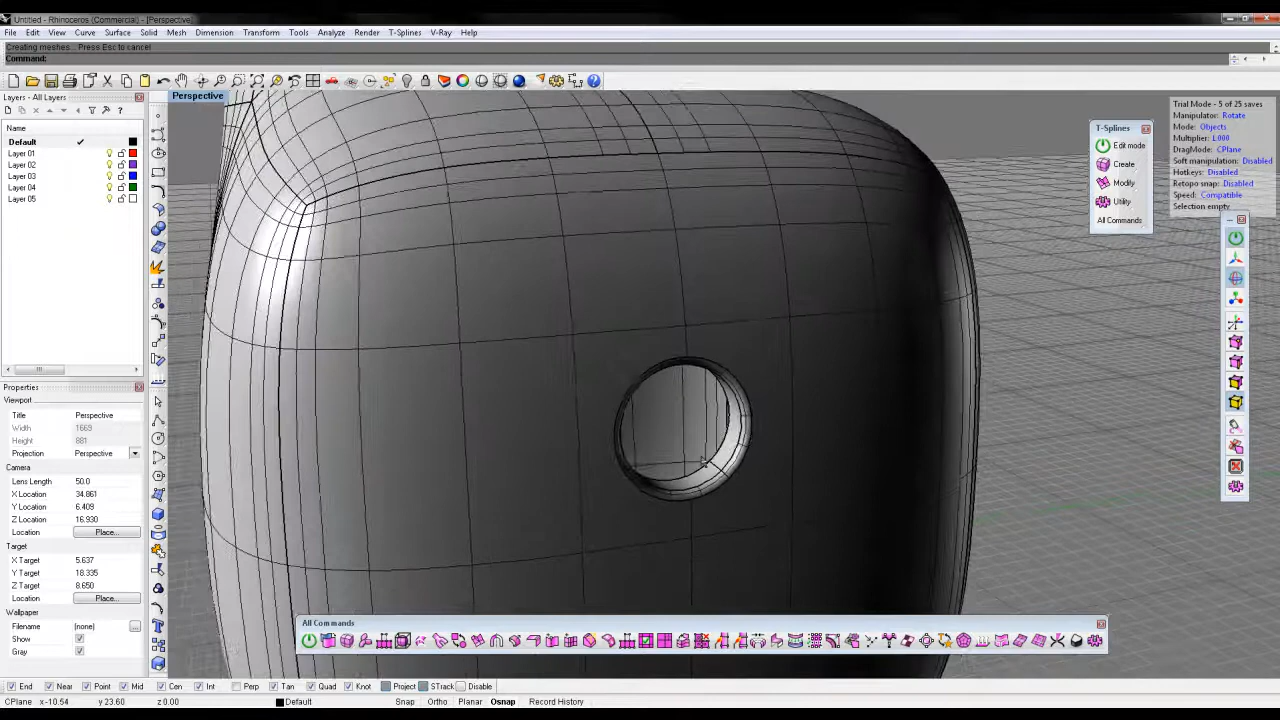 Untitled - Rhinoceros (Commercial) - [Perspective]
File Edit View Curve Surface Solid Mesh Dimension Transform Tools Analyze Render T-Splines V-Ray Help
Creating meshes... Press Esc to cancel
Command:
Layers - All Layers
Name
Default
Layer 01
Layer 02
Layer 03
Layer 04
Layer 05
Properties
Viewport
Title Perspective
Width 1669
Height 881
Projection Perspective
Camera
Lens Length 50.0
X Location 34.861
Y Location 6.409
Z Location 16.930
Location Place...
Target
X Target 5.637
Y Target 18.335
Z Target 8.650
Location Place...
Wallpaper
Filename (none) ...
Show
Gray
Perspective
T-Splines
Edit mode
Create
Modify
Utility
All Commands
Trial Mode - 5 of 25 saves
Manipulator: Rotate
Mode: Objects
Multiplier: 1.000
DragMode: CPlane
Soft manipulation: Disabled
Hotkeys: Disabled
Retopo snap: Disabled
Speed: Compatible
Selection empty
All Commands
End Near Point Mid Cen Int Perp Tan Quad Knot Project STrack Disable
CPlane x -10.54 y 23.60 z 0.00 Default Snap Ortho Planar Osnap Record History